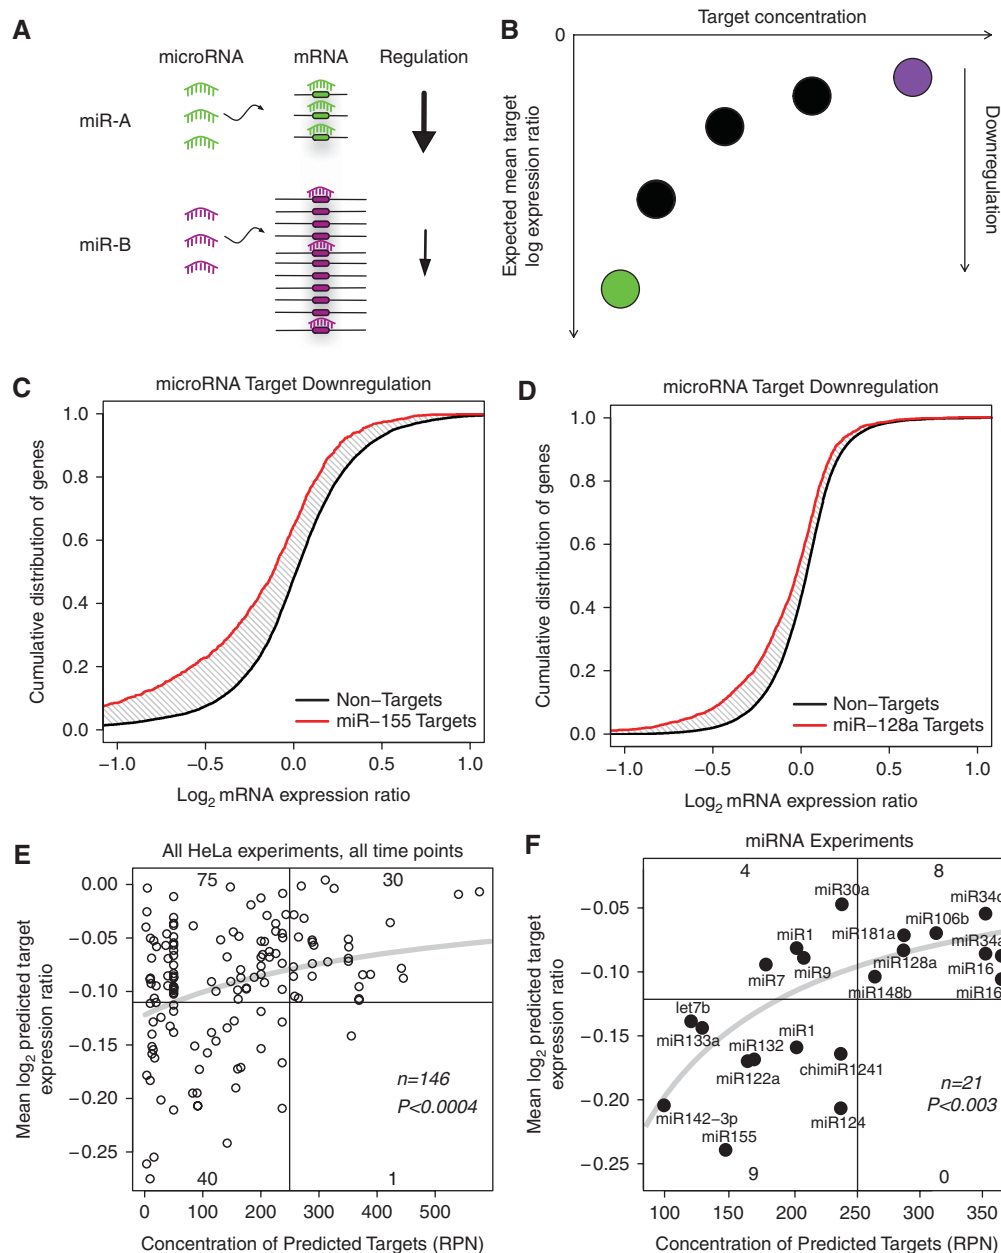 A
microRNA mRNA Regulation
miR-A
miR-B
B
Target concentration
0
Expected mean target
log expression ratio
Downregulation
C
microRNA Target Downregulation
Cumulative distribution of genes
1.0
0.8
0.6
0.4
0.2
0.0
Non−Targets
miR−155 Targets
−1.0 −0.5 0.0 0.5 1.0
Log2 mRNA expression ratio
D
microRNA Target Downregulation
Cumulative distribution of genes
1.0
0.8
0.6
0.4
0.2
0.0
Non−Targets
miR−128a Targets
−1.0 −0.5 0.0 0.5 1.0
Log2 mRNA expression ratio
E
All HeLa experiments, all time points
Mean log2 predicted target
expression ratio
0.00
−0.05
−0.10
−0.15
−0.20
−0.25
75 30
n=146
P<0.0004
40 1
0 100 200 300 400 500
Concentration of Predicted Targets (RPN)
F
miRNA Experiments
Mean log2 predicted target
expression ratio
−0.05
−0.10
−0.15
−0.20
−0.25
4 8
miR30a
miR34c
miR106b
miR1
miR181a
miR34a
miR7
miR9
miR128a
miR16
miR148b
miR16
let7b
miR133a
miR132
miR1
miR122a
chimiR1241
miR142−3p
miR124
miR155
n=21
P<0.003
9 0
100 150 200 250 300 350
Concentration of Predicted Targets (RPN)